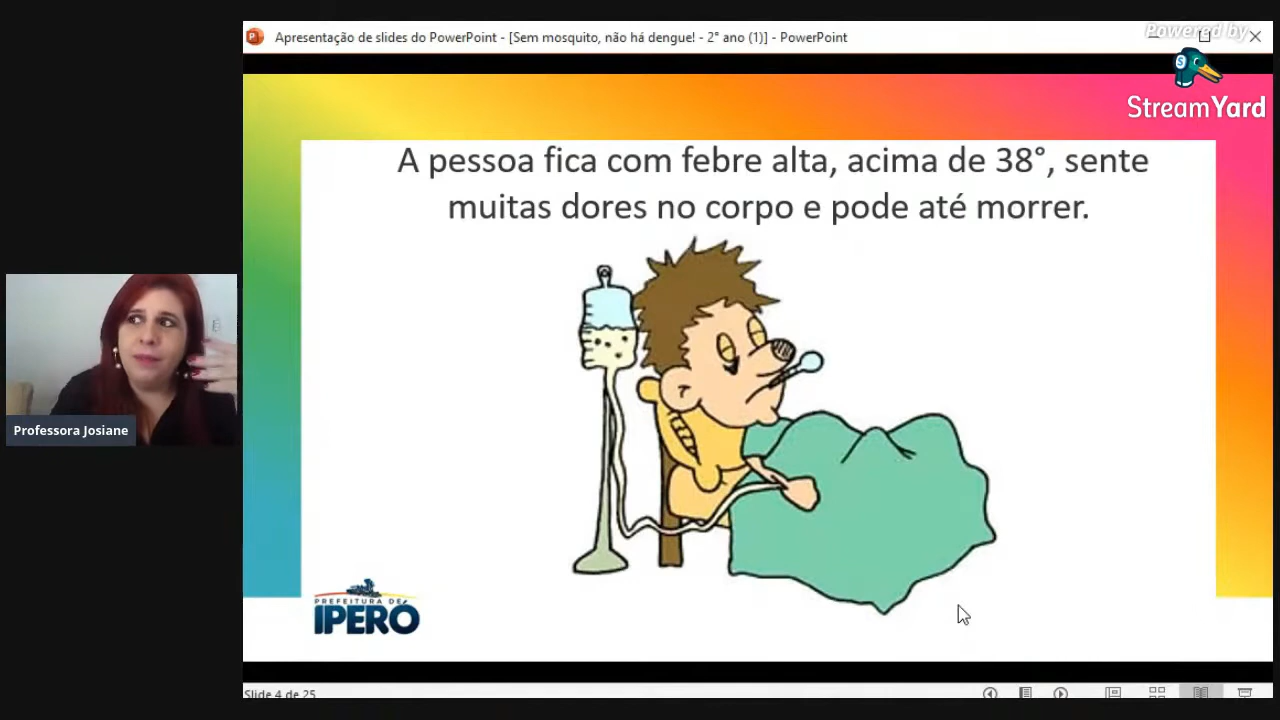 Apresentação de slides do PowerPoint - [Sem mosquito, não há dengue! - 2° ano (1)] - PowerPoint
Powered by
StreamYard
A pessoa fica com febre alta, acima de 38°, sente
muitas dores no corpo e pode até morrer.
Professora Josiane
PREFEITURA DE
IPERÓ
Slide 4 de 25